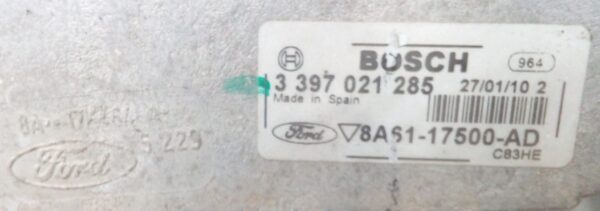 BOSCH
964
3 397 021 285
27/01/10 2
Made in Spain
Ford
8A61-17500-AD
C83HE
S 229
Ford